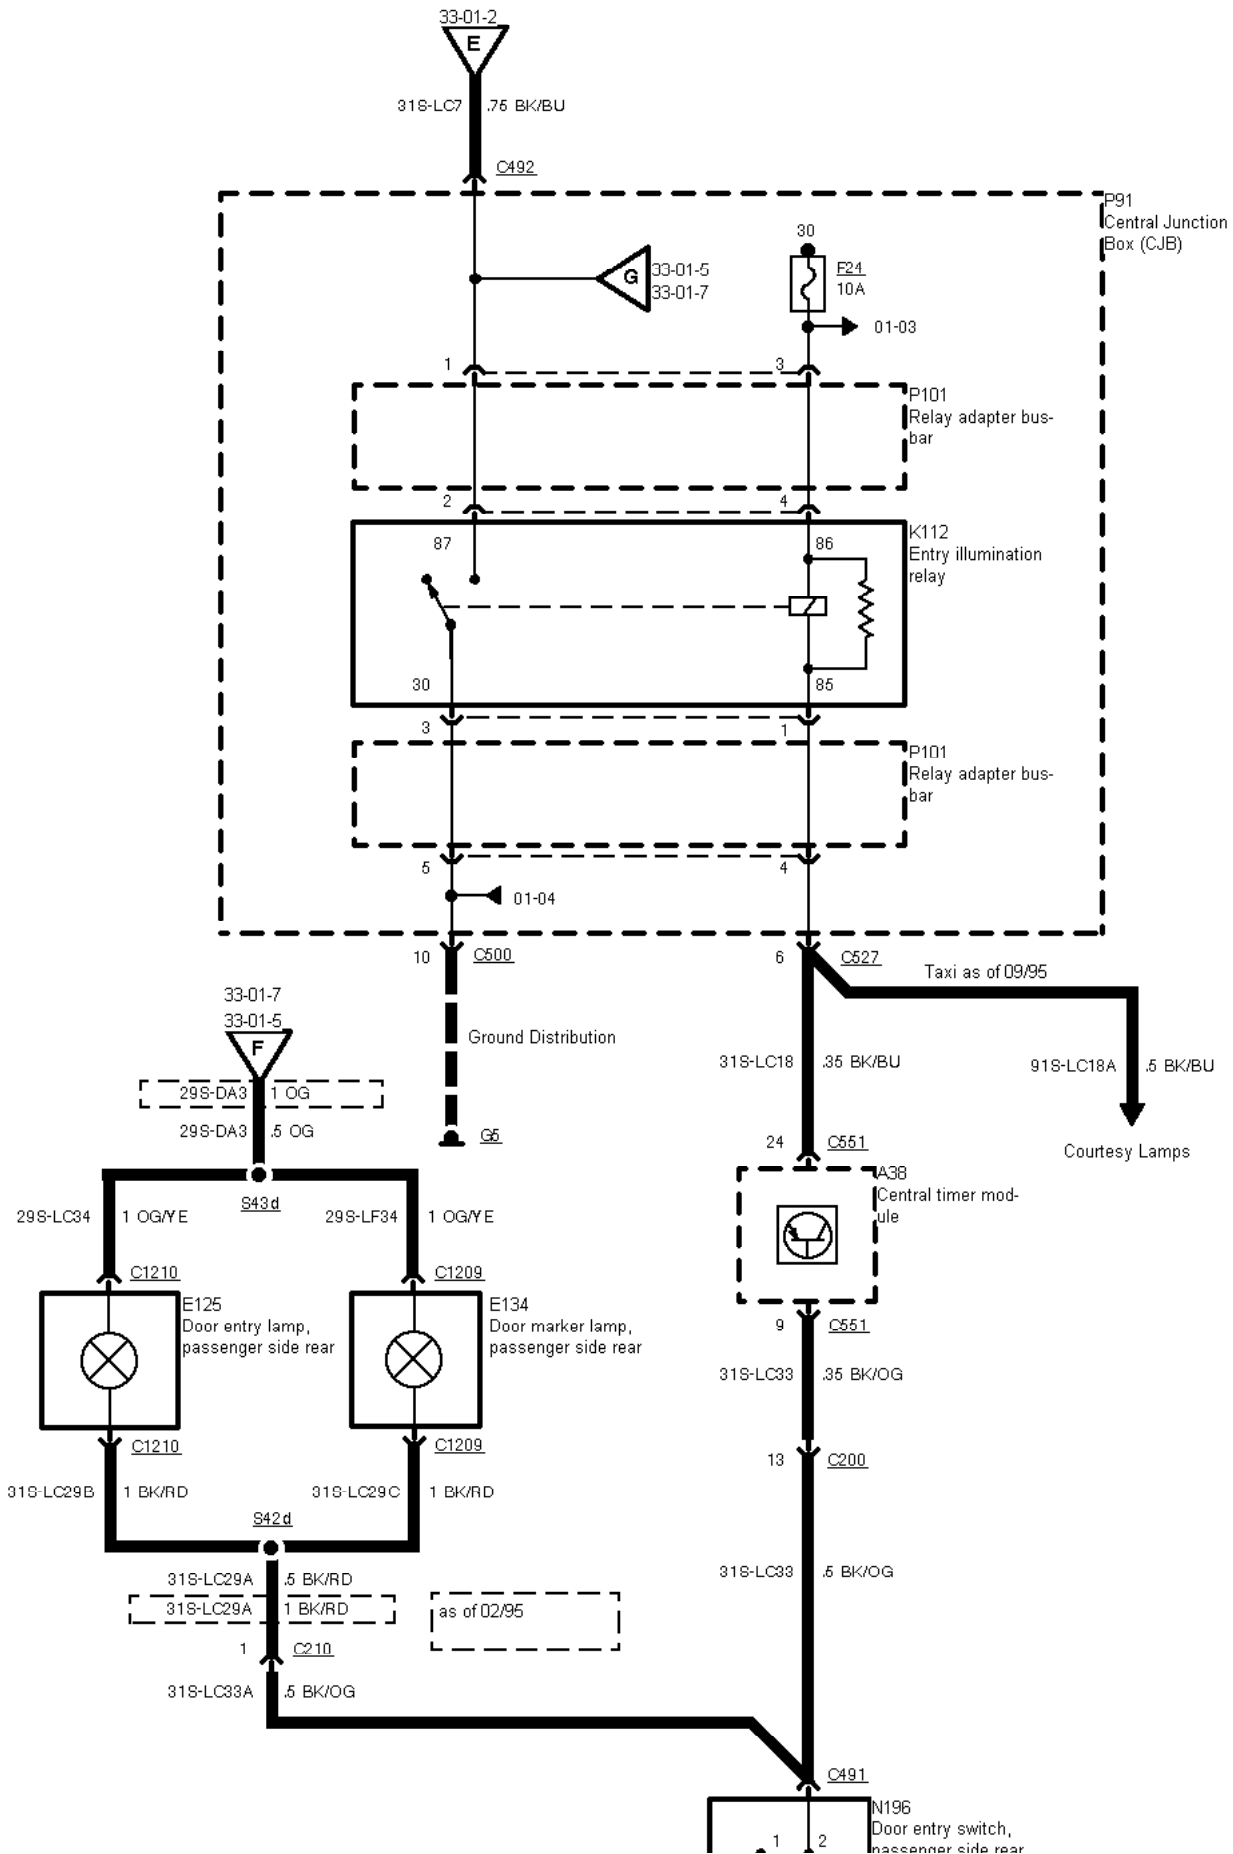 33-01-2
E
31S-LC7 .75 BK/BU
C492
P91
Central Junction
Box (CJB)
30
G
33-01-5
33-01-7
F24
10A
01-03
1 3
P101
Relay adapter bus-
bar
2 4
K112
Entry illumination
relay
87 86
30 85
3 1
P101
Relay adapter bus-
bar
5 4
01-04
10 C500
6 C527
Taxi as of 09/95
33-01-7
33-01-5
F
Ground Distribution
31S-LC18 .35 BK/BU
91S-LC18A .5 BK/BU
29S-DA3 1 OG
29S-DA3 .5 OG
G5
24 C551
Courtesy Lamps
S43d
A38
Central timer mod-
ule
29S-LC34 1 OG/YE
29S-LF34 1 OG/YE
C1210
C1209
E125
Door entry lamp,
passenger side rear
E134
Door marker lamp,
passenger side rear
9 C551
31S-LC33 .35 BK/OG
C1210
C1209
13 C200
31S-LC29B 1 BK/RD
31S-LC29C 1 BK/RD
S42d
31S-LC29A .5 BK/RD
31S-LC29A 1 BK/RD
as of 02/95
31S-LC33 .5 BK/OG
1 C210
31S-LC33A .5 BK/OG
C491
N196
Door entry switch,
passenger side rear
1 2